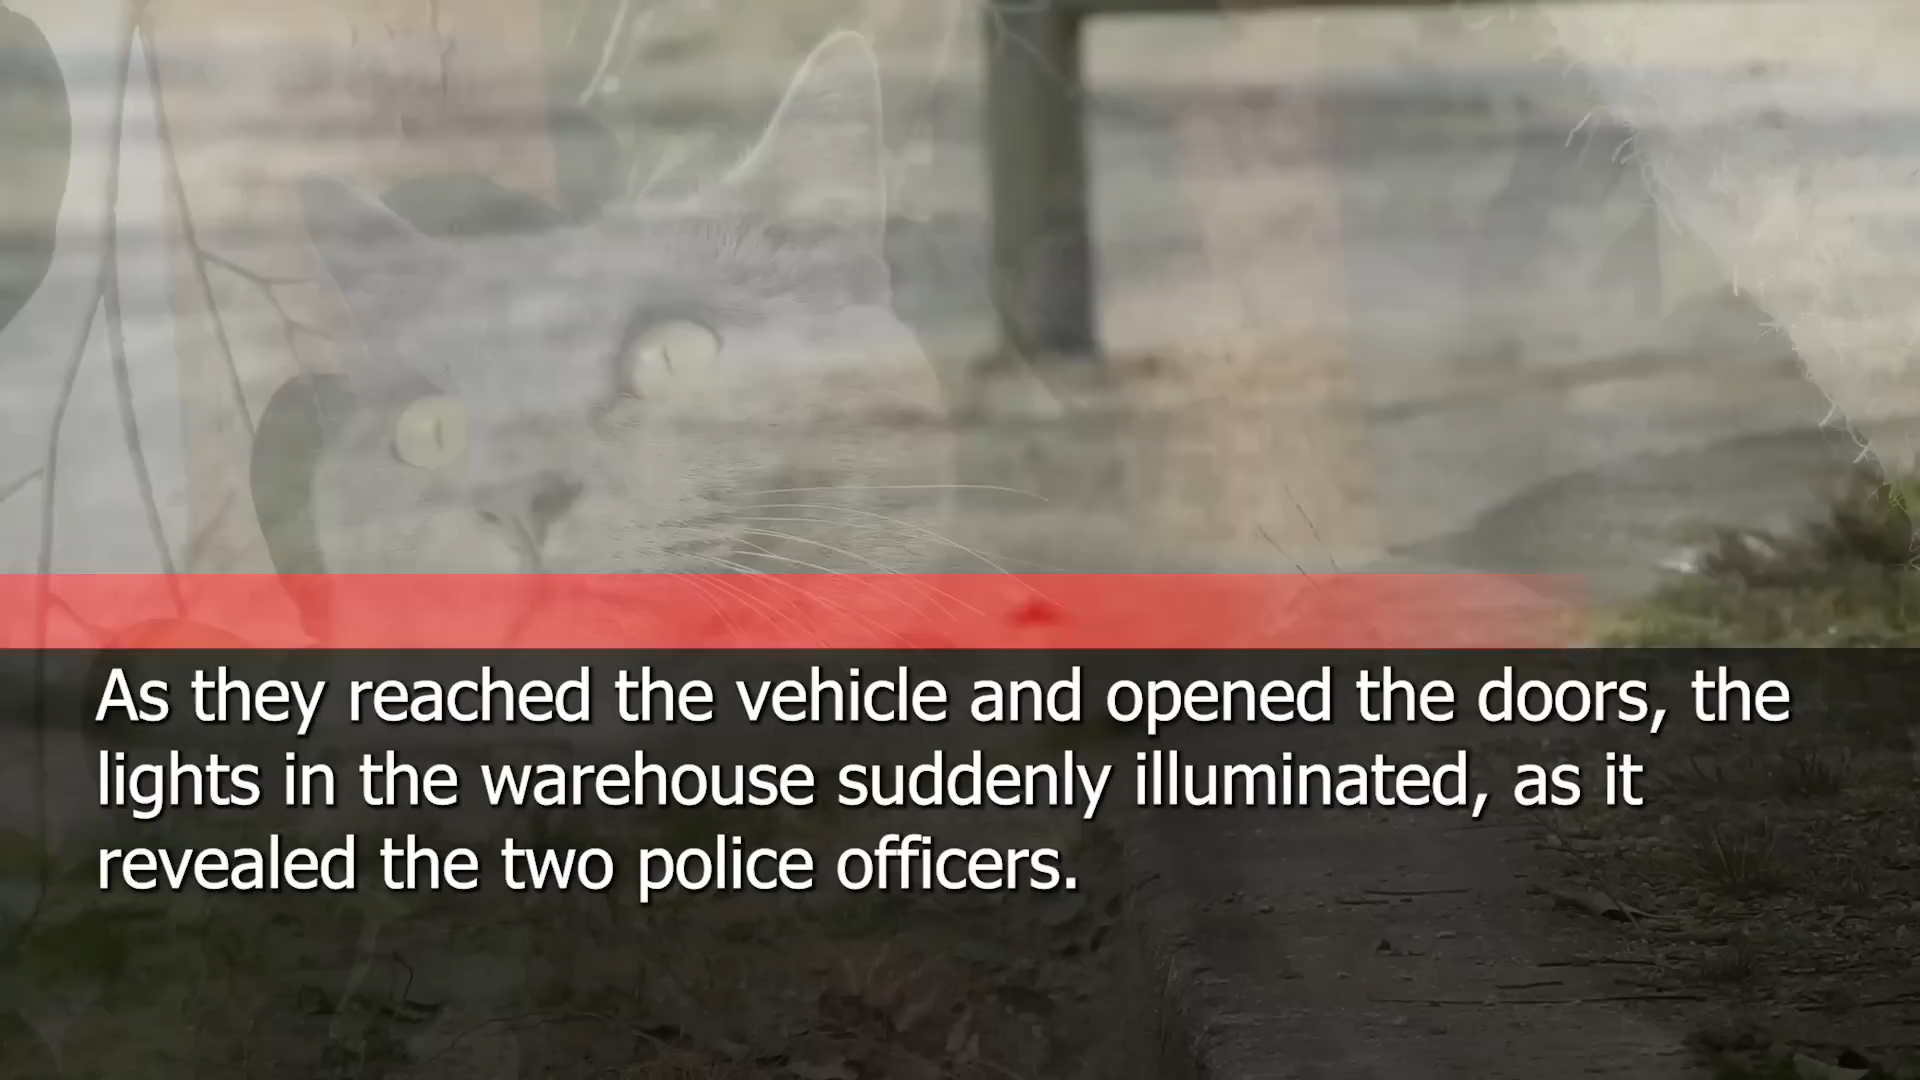 As they reached the vehicle and opened the doors, the
lights in the warehouse suddenly illuminated, as it
revealed the two police officers.